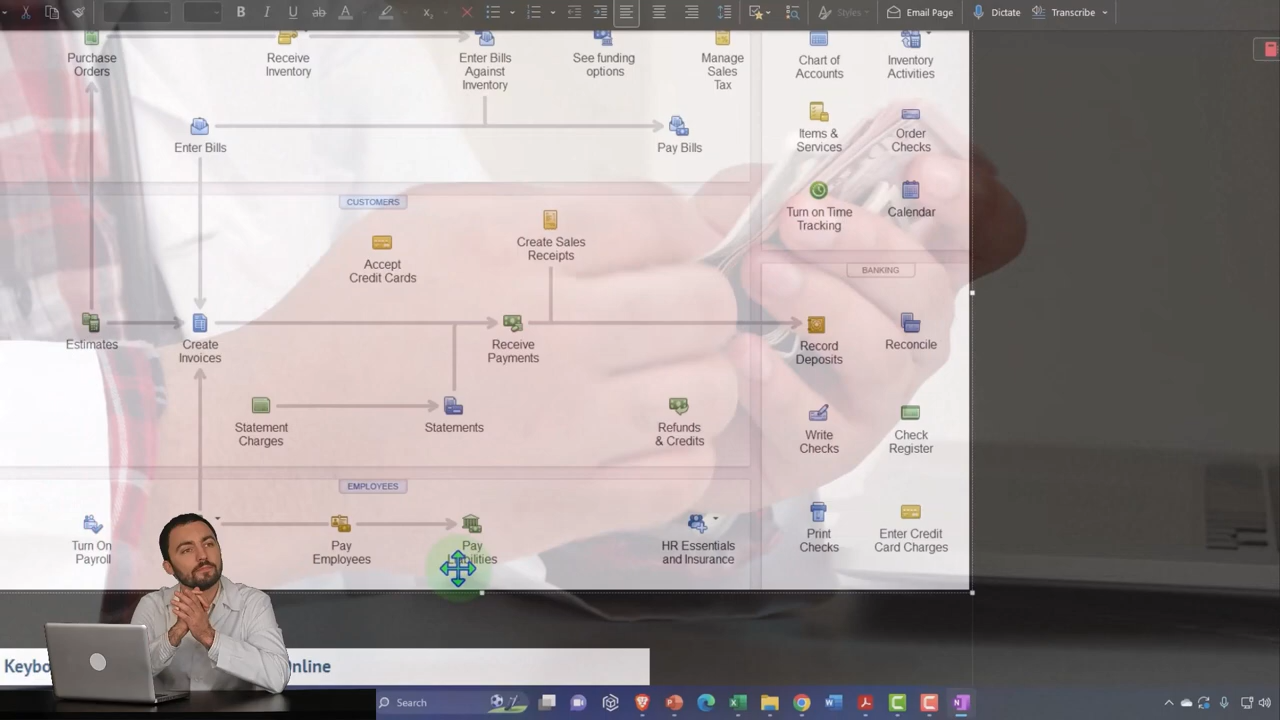 Styles
Email Page
Dictate
Transcribe
Purchase
Orders
Receive
Inventory
Enter Bills
Against
Inventory
See funding
options
Manage
Sales
Tax
Chart of
Accounts
Inventory
Activities
Enter Bills
Pay Bills
Items &
Services
Order
Checks
Turn on Time
Tracking
Calendar
CUSTOMERS
Accept
Credit Cards
Create Sales
Receipts
BANKING
Estimates
Create
Invoices
Receive
Payments
Record
Deposits
Reconcile
Statement
Charges
Statements
Refunds
& Credits
Write
Checks
Check
Register
EMPLOYEES
Turn On
Payroll
Pay
Employees
Pay
HR Essentials
and Insurance
Print
Checks
Enter Credit
Card Charges
Search